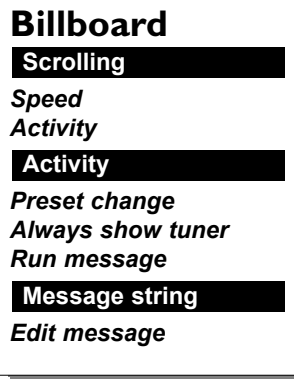 Billboard
Scrolling
Speed
Activity
Activity
Preset change
Always show tuner
Run message
Message string
Edit message